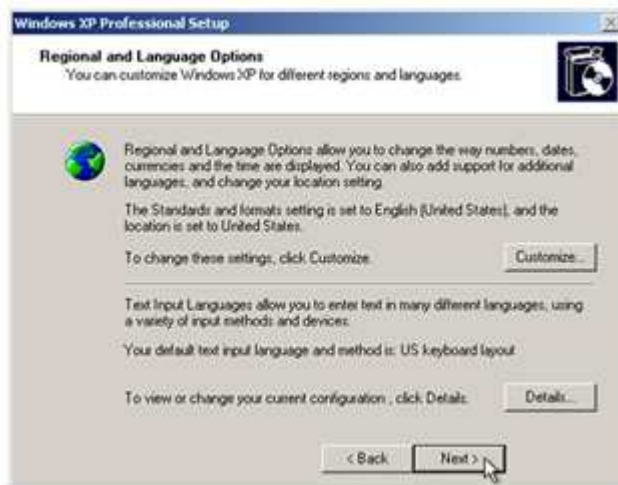 Windows XP Professional Setup
Regional and Language Options
You can customize Windows XP for different regions and languages.
Regional and Language Options allow you to change the way numbers, dates,
currencies and the time are displayed. You can also add support for additional
languages, and change your location setting.
The Standards and formats setting is set to English (United States), and the
location is set to United States.
To change these settings, click Customize.
Customize...
Text Input Languages allow you to enter text in many different languages, using
a variety of input methods and devices.
Your default text input language and method is: US keyboard layout
To view or change your current configuration , click Details.
Details...
< Back
Next >